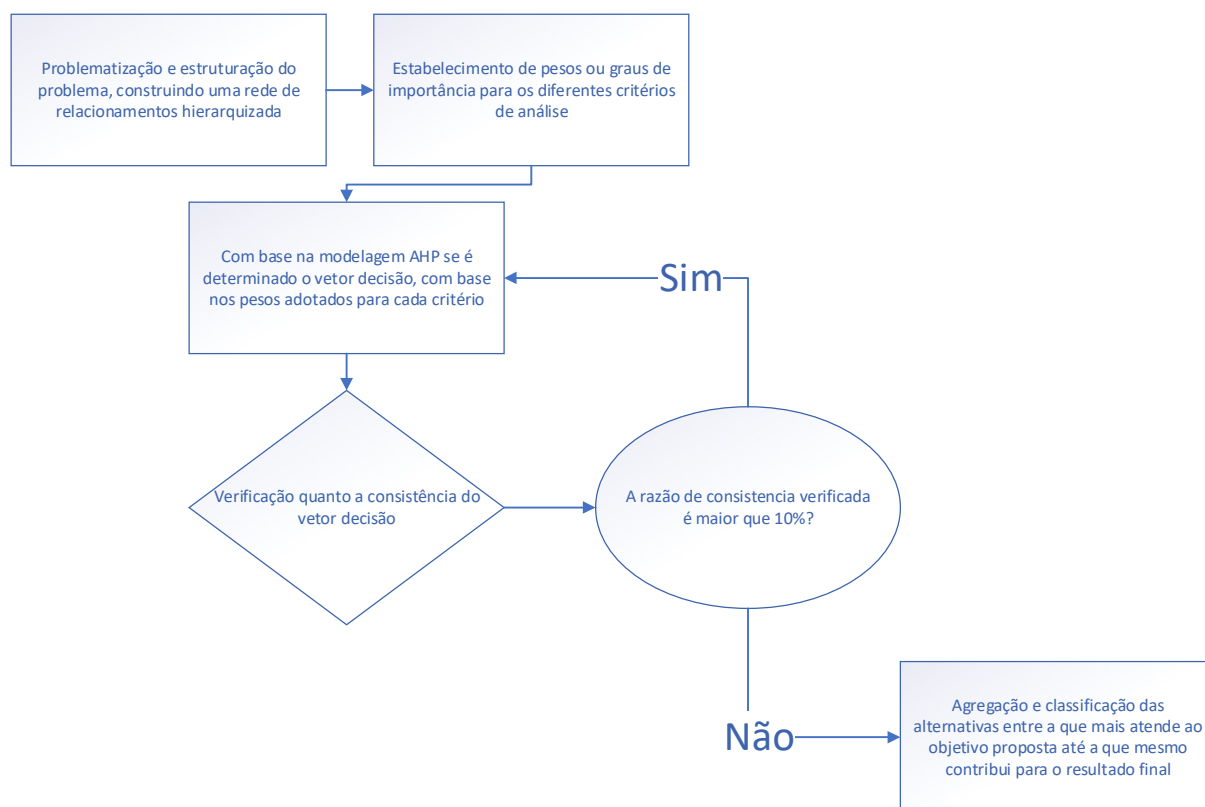 Problematização e estruturação do
problema, construindo uma rede de
relacionamentos hierarquizada
Estabelecimento de pesos ou graus de
importância para os diferentes critérios
de análise
Com base na modelagem AHP se é
determinado o vetor decisão, com base
nos pesos adotados para cada critério
Sim
Verificação quanto a consistência do
vetor decisão
A razão de consistencia verificada
é maior que 10%?
Não
Agregação e classificação das
alternativas entre a que mais atende ao
objetivo proposta até a que mesmo
contribui para o resultado final